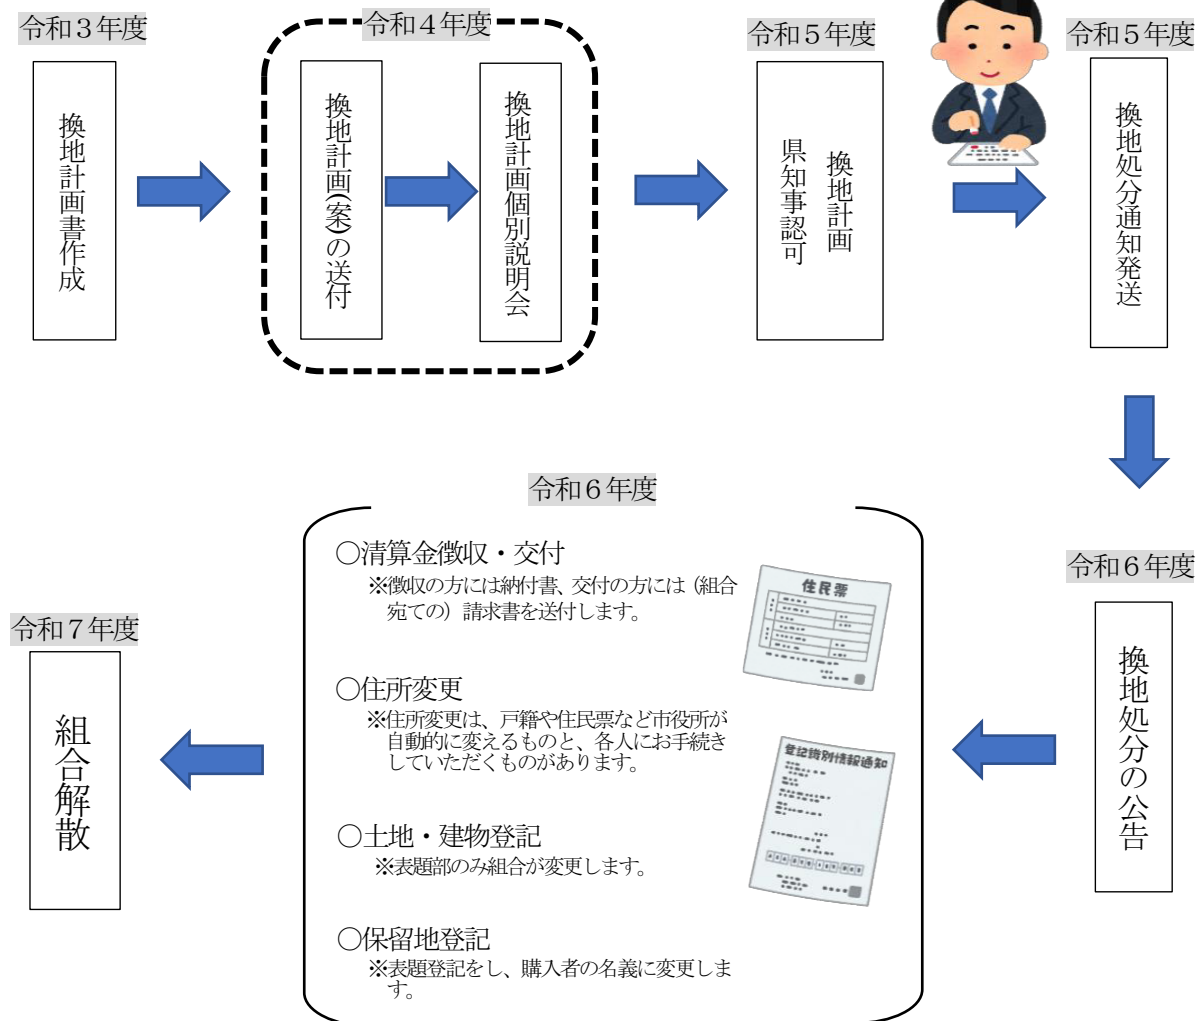 令和3年度
換地計画書作成
令和4年度
換地計画(案)の送付
換地計画個別説明会
令和5年度
換地計画
県知事認可
令和5年度
換地処分通知発送
令和6年度
換地処分の公告
令和6年度
○清算金徴収・交付
※徴収の方には納付書、交付の方には(組合
宛ての)請求書を送付します。
住民票
○住所変更
※住所変更は、戸籍や住民票など市役所が
自動的に変えるものと、各人にお手続き
していただくものがあります。
登記識別情報通知
○土地・建物登記
※表題部のみ組合が変更します。
○保留地登記
※表題登記をし、購入者の名義に変更しま
す。
令和7年度
組合解散